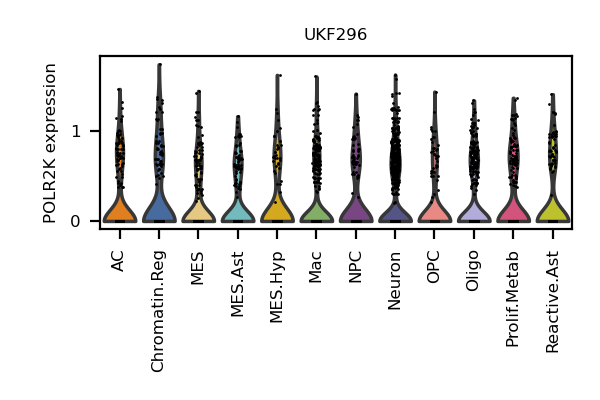 UKF296
POLR2K expression
1
0
AC
Chromatin.Reg
MES
MES.Ast
MES.Hyp
Mac
NPC
Neuron
OPC
Oligo
Prolif.Metab
Reactive.Ast